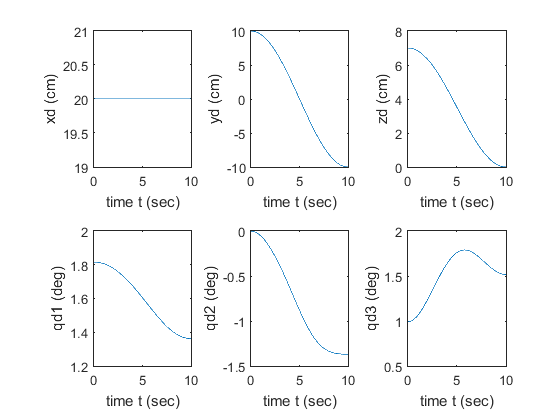 21
20.5
20
19.5
19
xd (cm)
0 5 10
time t (sec)
10
5
0
-5
-10
yd (cm)
0 5 10
time t (sec)
8
6
4
2
0
zd (cm)
0 5 10
time t (sec)
2
1.8
1.6
1.4
1.2
qd1 (deg)
0 5 10
time t (sec)
0
-0.5
-1
-1.5
qd2 (deg)
0 5 10
time t (sec)
2
1.5
1
0.5
qd3 (deg)
0 5 10
time t (sec)